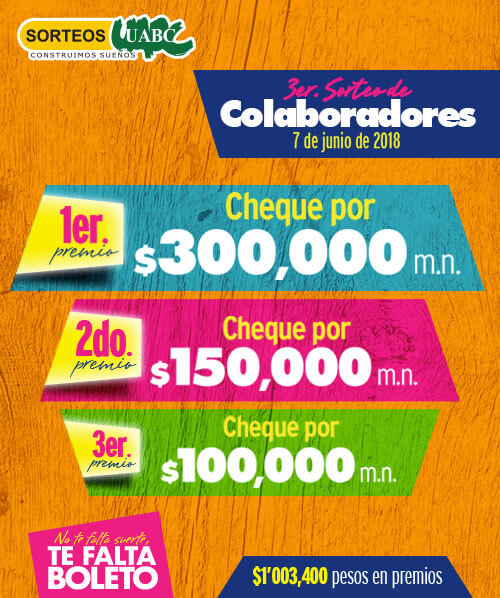 SORTEOS UABC
CONSTRUIMOS SUEÑOS
3er. Sorteo de
Colaboradores
7 de junio de 2018
1er.
premio
Cheque por
$300,000 m.n.
2do.
premio
Cheque por
$150,000 m.n.
3er.
premio
Cheque por
$100,000 m.n.
No te falta suerte,
TE FALTA
BOLETO
$1'003,400 pesos en premios